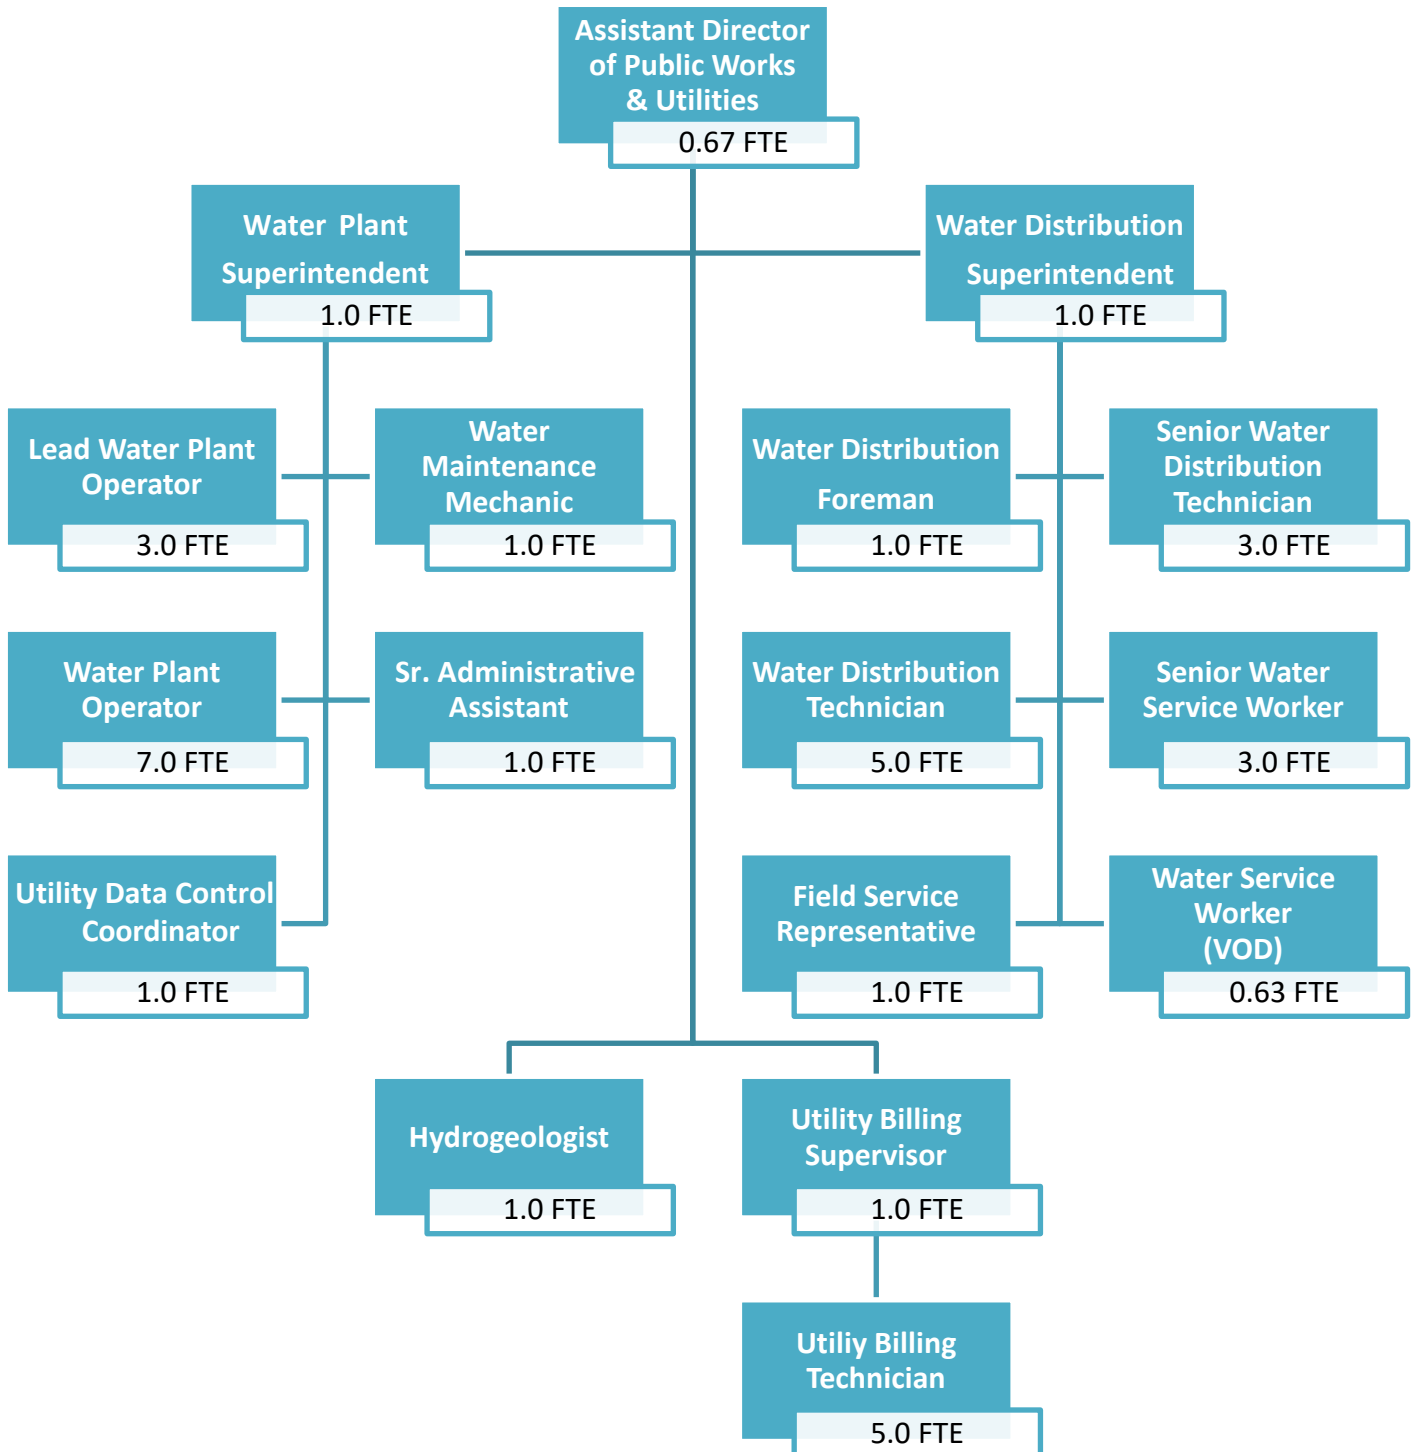 Assistant Director
of Public Works
& Utilities
0.67 FTE
Water Plant
Superintendent
1.0 FTE
Water Distribution
Superintendent
1.0 FTE
Lead Water Plant
Operator
3.0 FTE
Water
Maintenance
Mechanic
1.0 FTE
Water Distribution
Foreman
1.0 FTE
Senior Water
Distribution
Technician
3.0 FTE
Water Plant
Operator
7.0 FTE
Sr. Administrative
Assistant
1.0 FTE
Water Distribution
Technician
5.0 FTE
Senior Water
Service Worker
3.0 FTE
Utility Data Control
Coordinator
1.0 FTE
Field Service
Representative
1.0 FTE
Water Service
Worker
(VOD)
0.63 FTE
Hydrogeologist
1.0 FTE
Utility Billing
Supervisor
1.0 FTE
Utiliy Billing
Technician
5.0 FTE